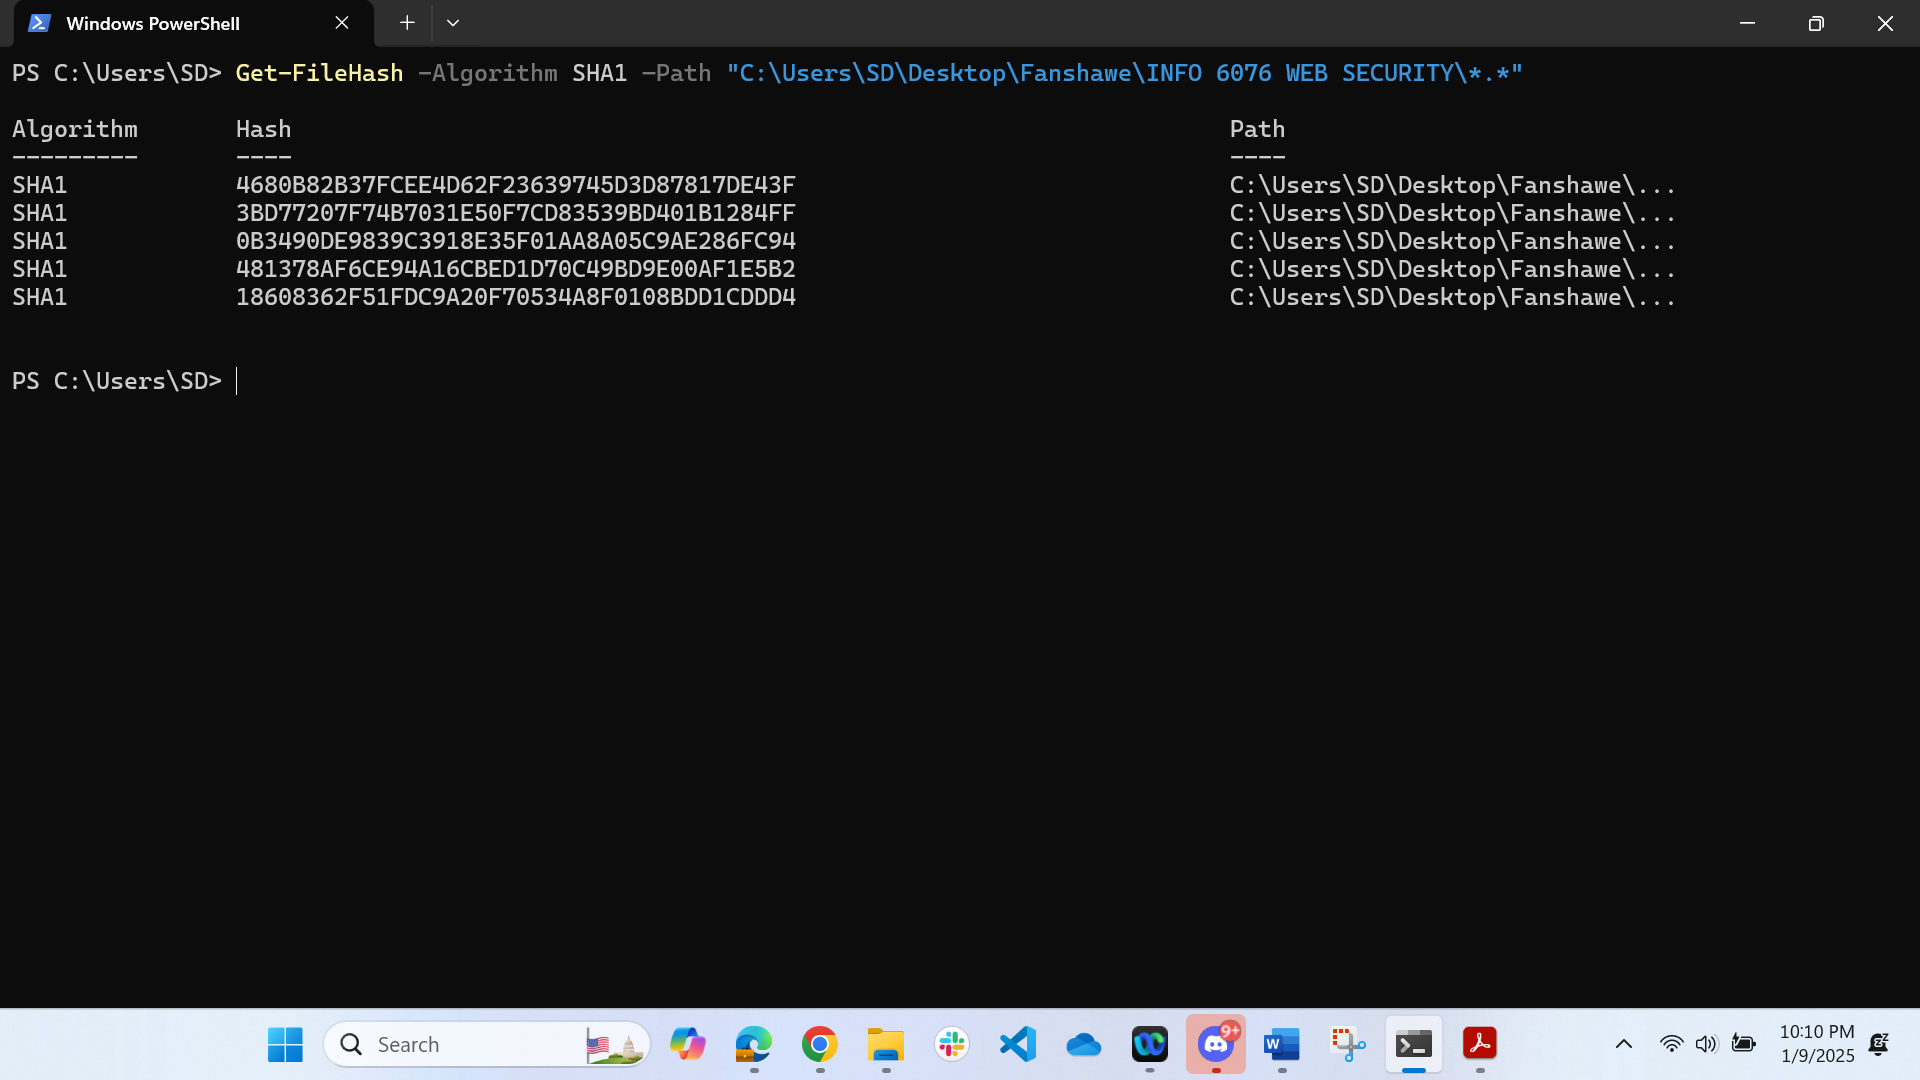 Windows PowerShell
PS C:\Users\SD> Get-FileHash -Algorithm SHA1 -Path "C:\Users\SD\Desktop\Fanshawe\INFO 6076 WEB SECURITY\*.*"
Algorithm Hash Path
--------- ---- ----
SHA1 4680B82B37FCEE4D62F23639745D3D87817DE43F C:\Users\SD\Desktop\Fanshawe\...
SHA1 3BD77207F74B7031E50F7CD83539BD401B1284FF C:\Users\SD\Desktop\Fanshawe\...
SHA1 0B3490DE9839C3918E35F01AA8A05C9AE286FC94 C:\Users\SD\Desktop\Fanshawe\...
SHA1 481378AF6CE94A16CBED1D70C49BD9E00AF1E5B2 C:\Users\SD\Desktop\Fanshawe\...
SHA1 18608362F51FDC9A20F70534A8F0108BDD1CDDD4 C:\Users\SD\Desktop\Fanshawe\...
PS C:\Users\SD>
Search
9+
W
10:10 PM
1/9/2025